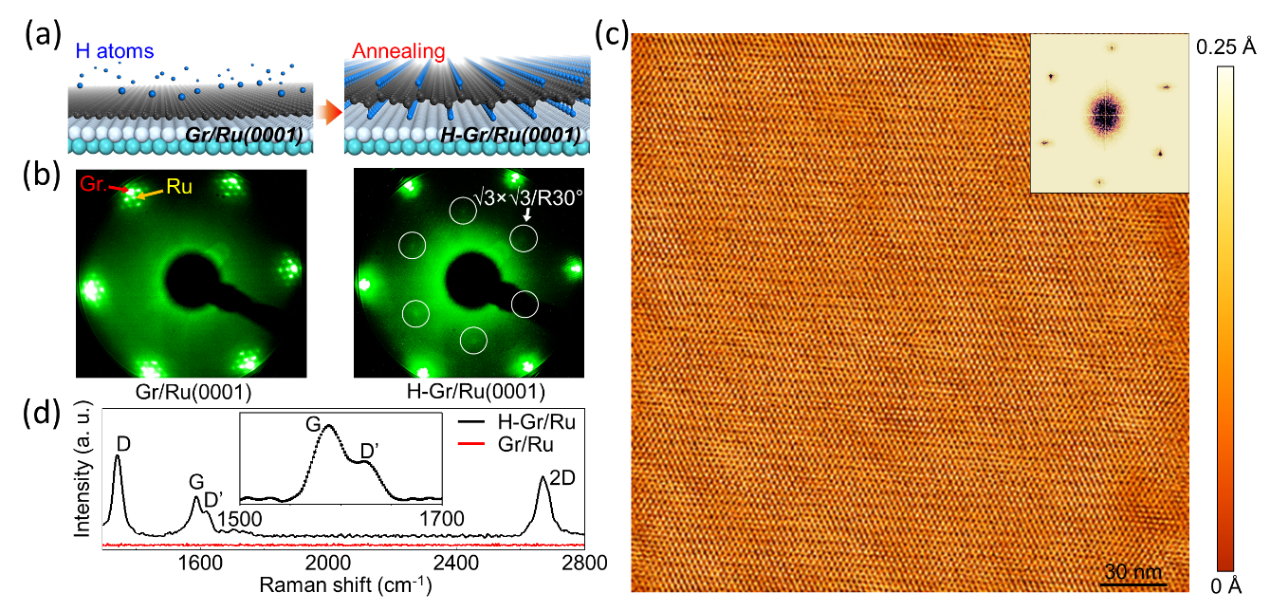 (a)
H atoms
Annealing
Gr/Ru(0001)
H-Gr/Ru(0001)
(b)
Gr.
Ru
√3×√3/R30°
Gr/Ru(0001)
H-Gr/Ru(0001)
(c)
0.25 Å
30 nm
0 Å
(d)
Intensity (a. u.)
D
G
D'
2D
G
D'
1500
1700
H-Gr/Ru
Gr/Ru
1600
2000
2400
2800
Raman shift (cm⁻¹)